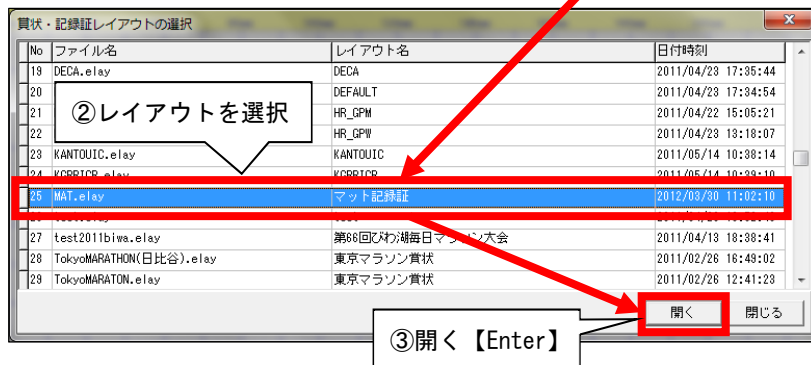 賞状・記録証レイアウトの選択
No ファイル名 レイアウト名 日付時刻
19 DECA.elay DECA 2011/04/23 17:35:44
20 DEFAULT 2011/04/23 17:34:54
②レイアウトを選択
21 HR_GPM 2011/04/22 15:05:21
22 HR_GPW 2011/04/23 13:18:07
23 KANTOUIC.elay KANTOUIC 2011/05/14 10:38:14
24 2011/05/14 10:39:10
25 MAT.elay マット記録証 2012/03/30 11:02:10
27 test2011biwa.elay 第66回びわ湖毎日マラソン大会 2011/04/13 18:38:41
28 TokyoMARATHON(日比谷).elay 東京マラソン賞状 2011/02/26 16:49:02
29 TokyoMARATON.elay 東京マラソン賞状 2011/02/26 12:41:23
開く 閉じる
③開く【Enter】